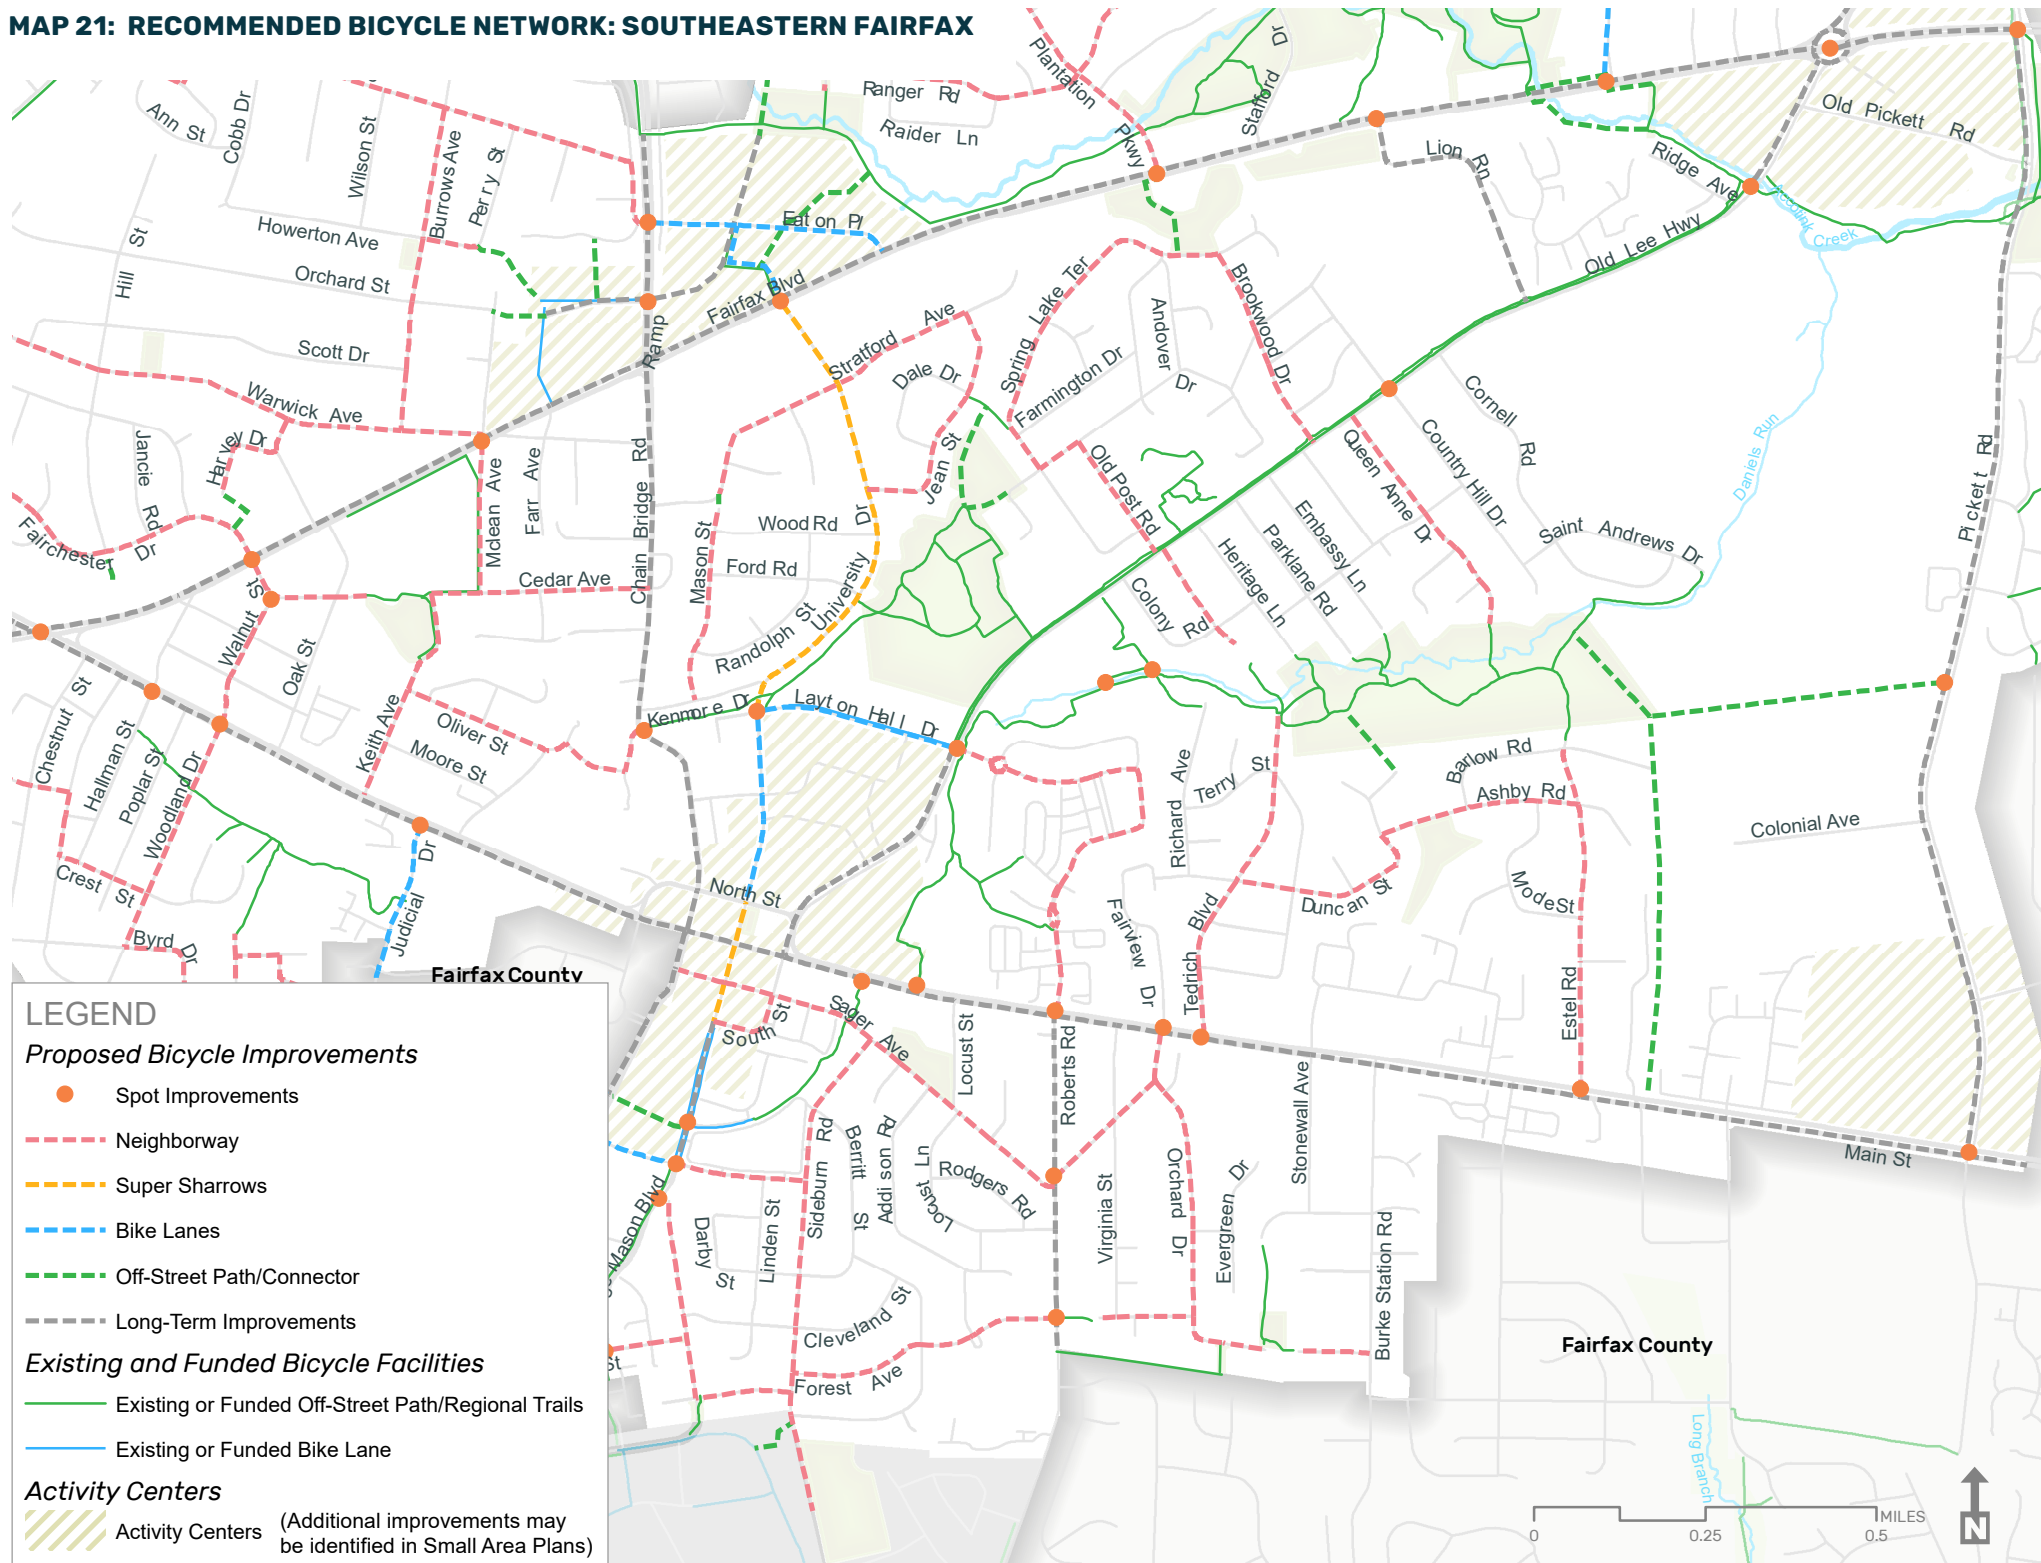 MAP 21: RECOMMENDED BICYCLE NETWORK: SOUTHEASTERN FAIRFAX
Plantation
Pkwy
Stafford
Dr
Ranger Rd
Raider Ln
Ann St
Cobb Dr
Wilson St
Burrows Ave
Perry St
Old Pickett Rd
Lion Rn
Ridge Ave
Accotink
Creek
Old Lee Hwy
Howerton Ave
Orchard St
Hill St
Eaton Pl
Fairfax Blvd
Ramp
Scott Dr
Warwick Ave
Stratford Ave
Dale Dr
Spring Lake Ter
Farmington Dr
Andover Dr
Brookwood Dr
Cornell Rd
Country Hill Dr
Queen Anne Dr
Daniels Run
Pickett Rd
Jancie Rd
Harvey Dr
Fairchester Dr
Mclean Ave
Farr Ave
Chain Bridge Rd
Mason St
Wood Rd
Ford Rd
University Dr
Jean St
Old Post Rd
Embassy Ln
Parklane Rd
Heritage Ln
Saint Andrews Dr
Cedar Ave
Walnut St
Oak St
Randolph St
Colony Rd
Kenmore Dr
Layton Hall Dr
Chestnut St
Hallman St
Poplar St
Woodland Dr
Keith Ave
Oliver St
Moore St
Richard Ave
Terry St
Barlow Rd
Ashby Rd
Colonial Ave
Crest St
Byrd Dr
Judicial Dr
North St
Fairview Dr
Tedrich Blvd
Duncan St
Mode St
Estel Rd
Fairfax County
Sager Ave
South St
Locust St
Roberts Rd
Stonewall Ave
Main St
Sideburn Rd
Berritt St
Addison Rd
Locust Ln
Rodgers Rd
Virginia St
Orchard Dr
Evergreen Dr
Burke Station Rd
Mason Blvd
Darby St
Linden St
Cleveland St
Forest Ave
St
Fairfax County
Long Branch
LEGEND
Proposed Bicycle Improvements
Spot Improvements
Neighborway
Super Sharrows
Bike Lanes
Off-Street Path/Connector
Long-Term Improvements
Existing and Funded Bicycle Facilities
Existing or Funded Off-Street Path/Regional Trails
Existing or Funded Bike Lane
Activity Centers
Activity Centers (Additional improvements may
be identified in Small Area Plans)
MILES
0 0.25 0.5
N